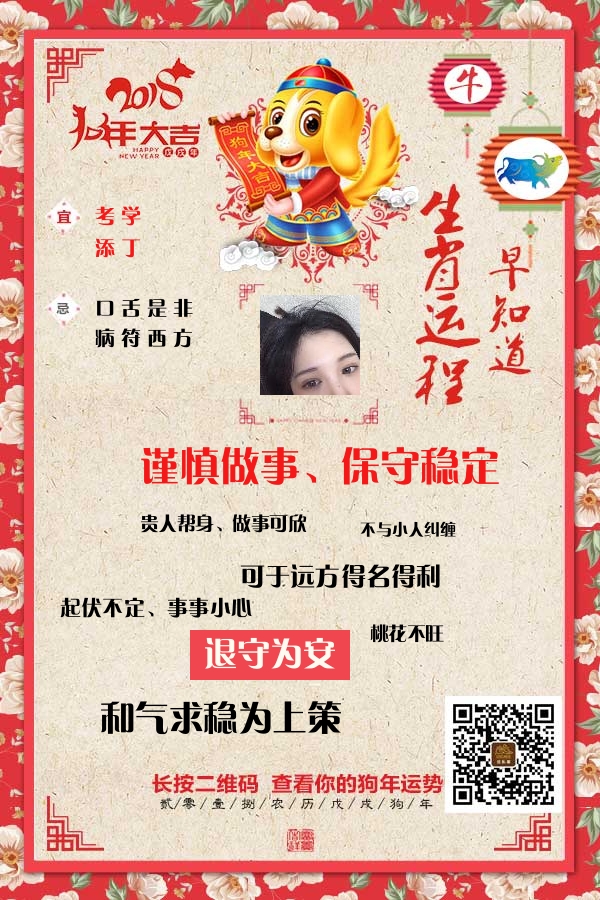 2018
狗年大吉
HAPPY
NEW YEAR 戊戌年
狗年大吉
牛
生肖运程
早知道
宜
考学
添丁
忌
口舌是非
病符西方
HAPPY CHINESE NEW YEAR
谨慎做事、保守稳定
贵人帮身、做事可欣
不与小人纠缠
可于远方得名得利
起伏不定、事事小心
桃花不旺
退守为安
和气求稳为上策
长按二维码 查看你的狗年运势
贰/零/壹/捌/农/历/戊/戌/狗/年